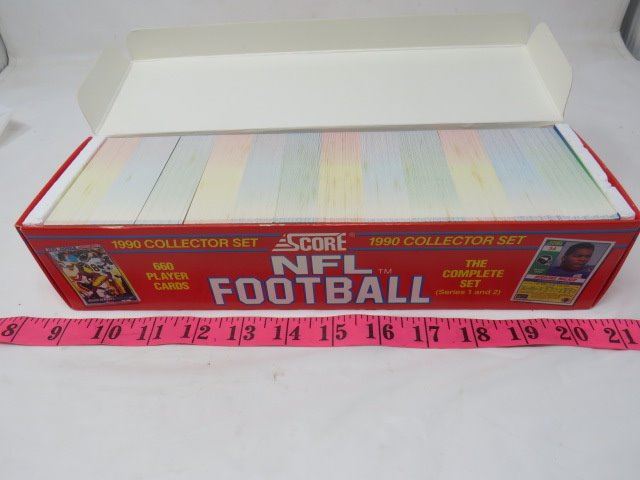 1990 COLLECTOR SET
SCORE
1990 COLLECTOR SET
660
PLAYER
CARDS
NFL TM
FOOTBALL
THE
COMPLETE
SET
(Series 1 and 2)
8 9 10 11 12 13 14 15 16 17 18 19 20 21